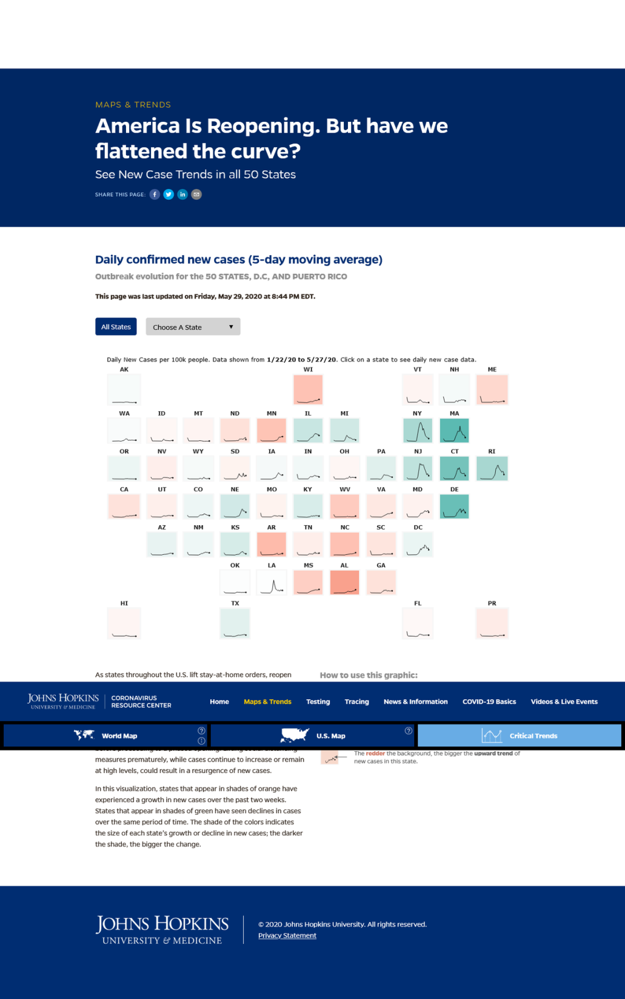 MAPS & TRENDS
America Is Reopening. But have we
flattened the curve?
See New Case Trends in all 50 States
SHARE THIS PAGE:
Daily confirmed new cases (5-day moving average)
Outbreak evolution for the 50 STATES, D.C, AND PUERTO RICO
This page was last updated on Friday, May 29, 2020 at 8:44 PM EDT.
All States Choose A State
Daily New Cases per 100k people. Data shown from 1/22/20 to 5/27/20. Click on a state to see daily new case data.
AK WI VT NH ME
WA ID MT ND MN IL MI NY MA
OR NV WY SD IA IN OH PA NJ CT RI
CA UT CO NE MO KY WV VA MD DE
AZ NM KS AR TN NC SC DC
OK LA MS AL GA
HI TX FL PR
As states throughout the U.S. lift stay-at-home orders, reopen
How to use this graphic:
JOHNS HOPKINS
UNIVERSITY & MEDICINE
CORONAVIRUS
RESOURCE CENTER
Home Maps & Trends Testing Tracing News & Information COVID-19 Basics Videos & Live Events
World Map U.S. Map Critical Trends
measures prematurely, while cases continue to increase or remain
at high levels, could result in a resurgence of new cases.
The redder the background, the bigger the upward trend of
new cases in this state.
In this visualization, states that appear in shades of orange have
experienced a growth in new cases over the past two weeks.
States that appear in shades of green have seen declines in cases
over the same period of time. The shade of the colors indicates
the size of each state's growth or decline in new cases; the darker
the shade, the bigger the change.
JOHNS HOPKINS
UNIVERSITY & MEDICINE
© 2020 Johns Hopkins University. All rights reserved.
Privacy Statement